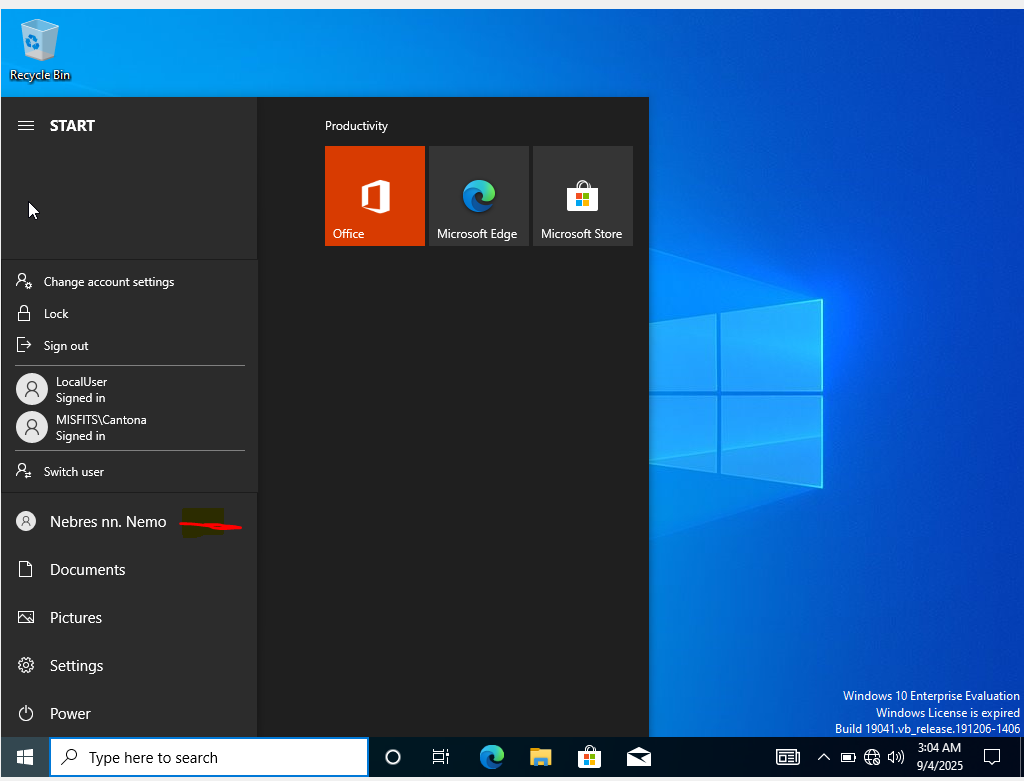 Recycle Bin
START
Productivity
Office
Microsoft Edge
Microsoft Store
Change account settings
Lock
Sign out
LocalUser
Signed in
MISFITS\Cantona
Signed in
Switch user
Nebres nn. Nemo
Documents
Pictures
Settings
Power
Windows 10 Enterprise Evaluation
Windows License is expired
Build 19041.vb_release.191206-1406
Type here to search
3:04 AM
9/4/2025